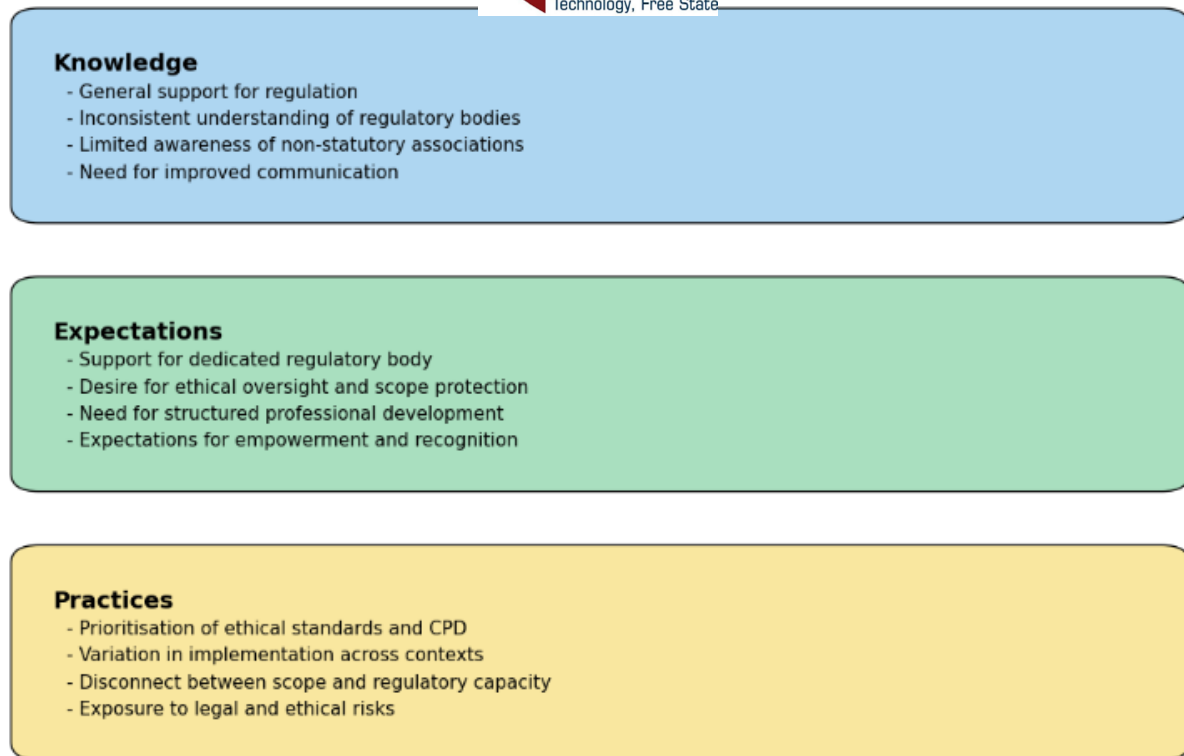 Technology, Free State
Knowledge
- General support for regulation
- Inconsistent understanding of regulatory bodies
- Limited awareness of non-statutory associations
- Need for improved communication
Expectations
- Support for dedicated regulatory body
- Desire for ethical oversight and scope protection
- Need for structured professional development
- Expectations for empowerment and recognition
Practices
- Prioritisation of ethical standards and CPD
- Variation in implementation across contexts
- Disconnect between scope and regulatory capacity
- Exposure to legal and ethical risks